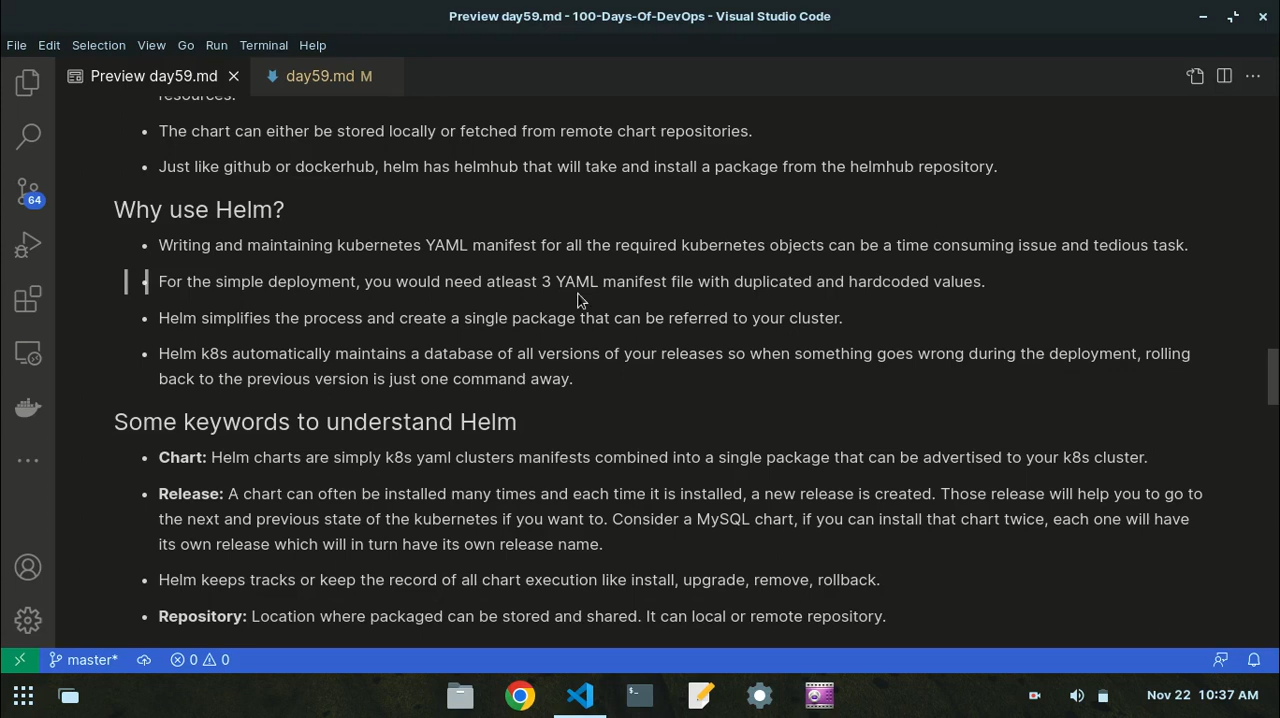 Preview day59.md - 100-Days-Of-DevOps - Visual Studio Code
File Edit Selection View Go Run Terminal Help
Preview day59.md
day59.md M
resources.
The chart can either be stored locally or fetched from remote chart repositories.
Just like github or dockerhub, helm has helmhub that will take and install a package from the helmhub repository.
Why use Helm?
Writing and maintaining kubernetes YAML manifest for all the required kubernetes objects can be a time consuming issue and tedious task.
For the simple deployment, you would need atleast 3 YAML manifest file with duplicated and hardcoded values.
Helm simplifies the process and create a single package that can be referred to your cluster.
Helm k8s automatically maintains a database of all versions of your releases so when something goes wrong during the deployment, rolling
back to the previous version is just one command away.
Some keywords to understand Helm
Chart: Helm charts are simply k8s yaml clusters manifests combined into a single package that can be advertised to your k8s cluster.
Release: A chart can often be installed many times and each time it is installed, a new release is created. Those release will help you to go to
the next and previous state of the kubernetes if you want to. Consider a MySQL chart, if you can install that chart twice, each one will have
its own release which will in turn have its own release name.
Helm keeps tracks or keep the record of all chart execution like install, upgrade, remove, rollback.
Repository: Location where packaged can be stored and shared. It can local or remote repository.
64
master* 0 0
Nov 22 10:37 AM